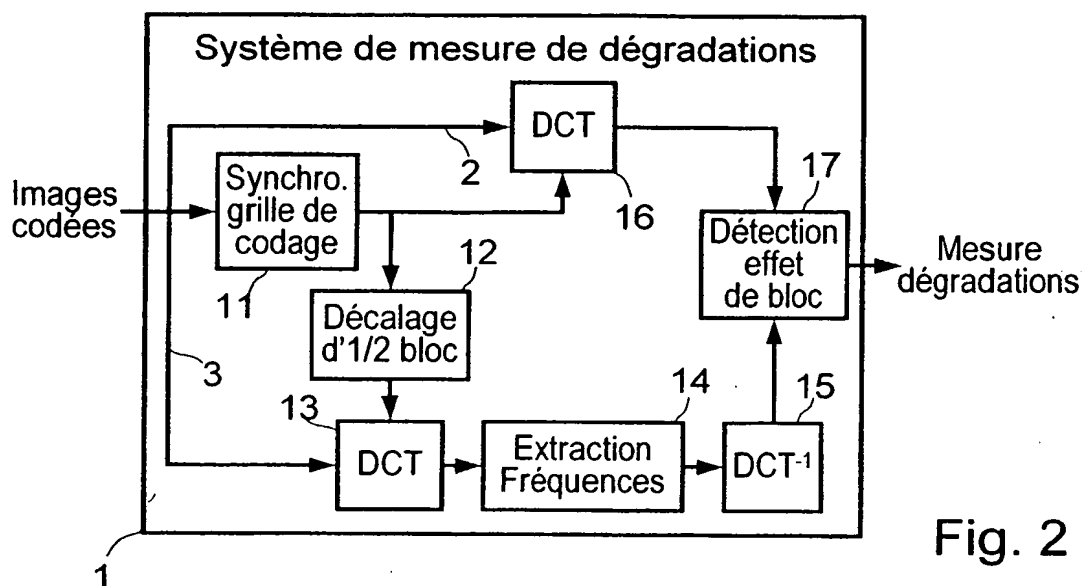 Système de mesure de dégradations
DCT
2
16
17
Images
codées
Synchro.
grille de
codage
11
12
Détection
effet
de bloc
Mesure
dégradations
Décalage
d'1/2 bloc
3
13
14
15
DCT
Extraction
Fréquences
DCT-1
1
Fig. 2